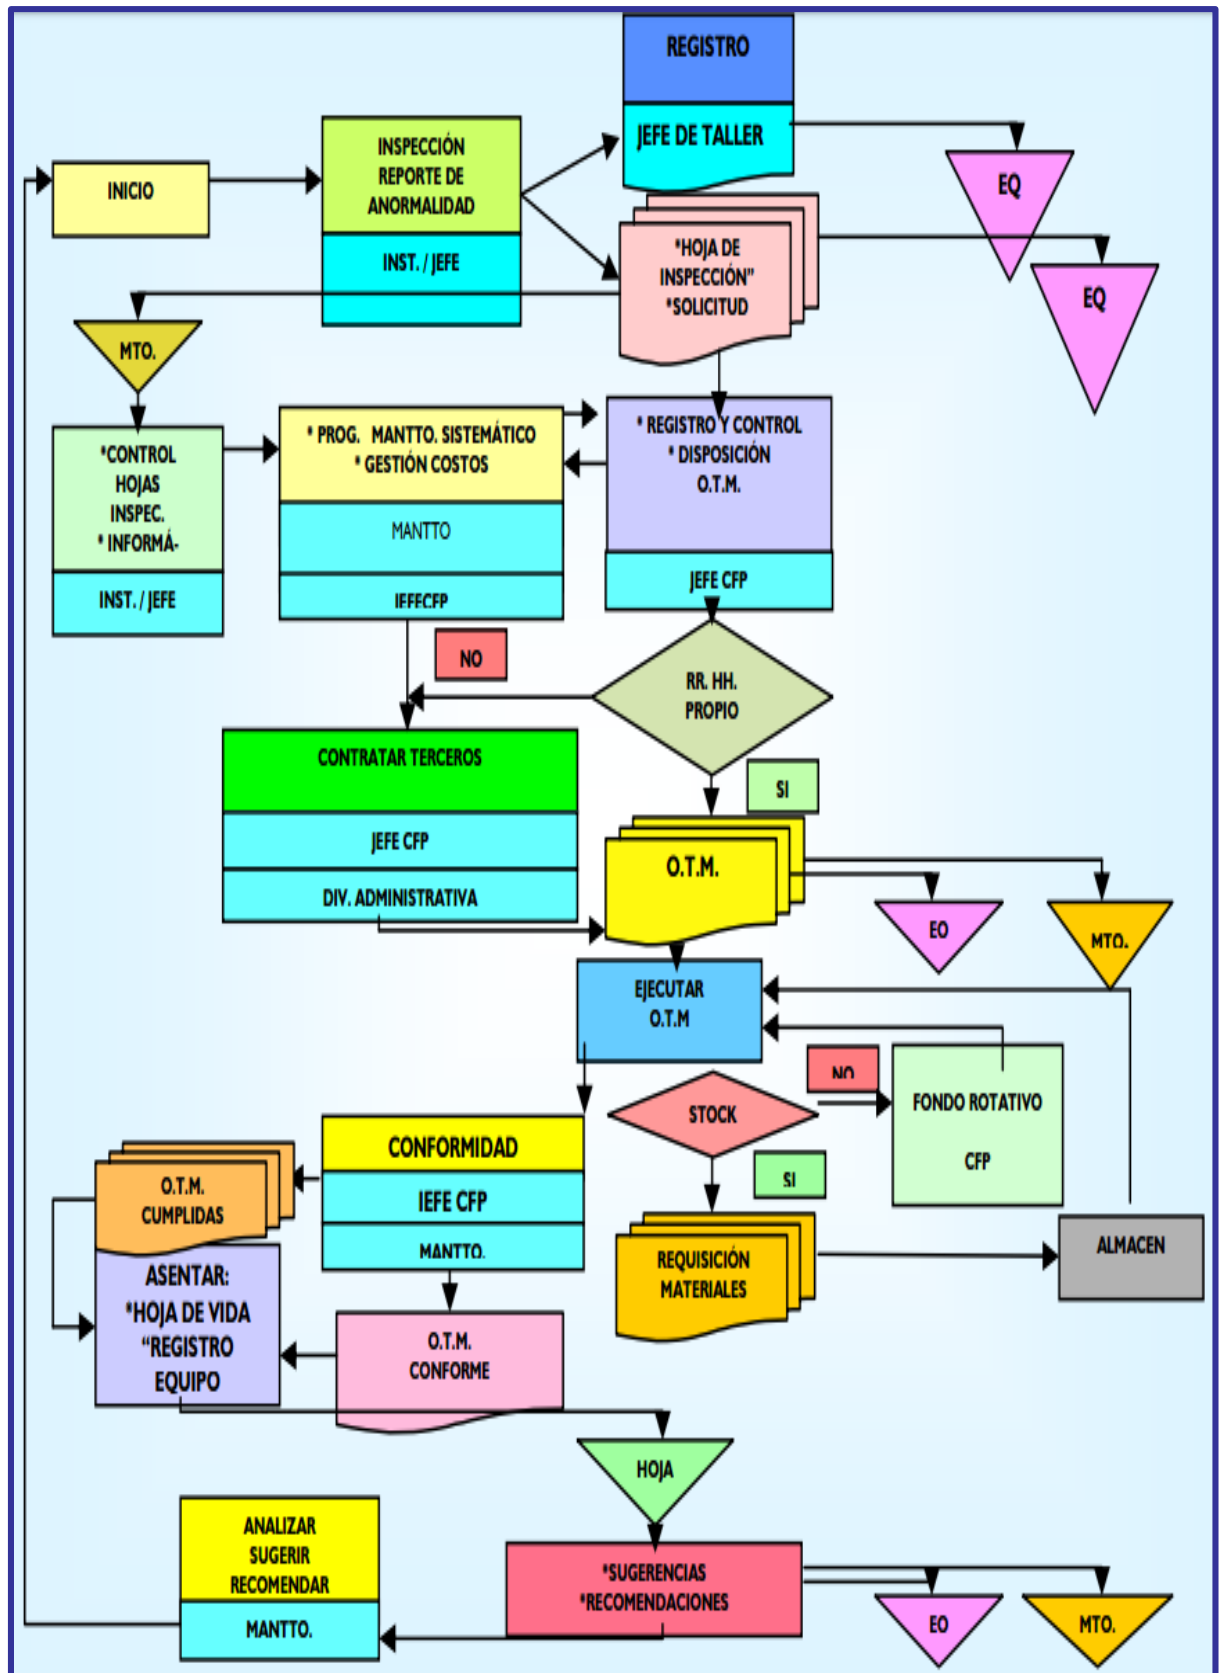 REGISTRO
JEFE DE TALLER
INSPECCIÓN
REPORTE DE
ANORMALIDAD
INST. / JEFE
INICIO
EQ
*HOJA DE
INSPECCIÓN”
*SOLICITUD
EQ
MTO.
*CONTROL
HOJAS
INSPEC.
* INFORMÁ-
INST. / JEFE
* PROG. MANTTO. SISTEMÁTICO
* GESTIÓN COSTOS
MANTTO
JEFECFP
* REGISTRO Y CONTROL
* DISPOSICIÓN
O.T.M.
JEFE CFP
NO
RR. HH.
PROPIO
SI
CONTRATAR TERCEROS
JEFE CFP
DIV. ADMINISTRATIVA
O.T.M.
EO
MTO.
EJECUTAR
O.T.M
STOCK
NO
FONDO ROTATIVO
CFP
SI
CONFORMIDAD
IEFE CFP
MANTTO.
O.T.M.
CUMPLIDAS
REQUISICIÓN
MATERIALES
ALMACEN
ASENTAR:
*HOJA DE VIDA
“REGISTRO
EQUIPO
O.T.M.
CONFORME
HOJA
ANALIZAR
SUGERIR
RECOMENDAR
MANTTO.
*SUGERENCIAS
*RECOMENDACIONES
EO
MTO.